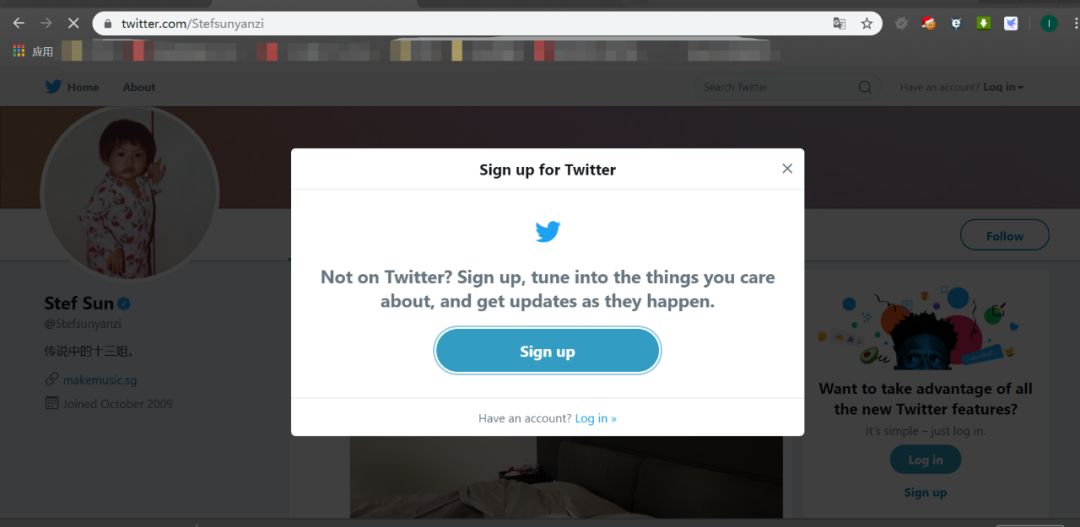 twitter.com/Stefsunyanzi
应用
Home About Search Twitter Have an account? Log in
Sign up for Twitter
Not on Twitter? Sign up, tune into the things you care
about, and get updates as they happen.
Sign up
Have an account? Log in »
Follow
Stef Sun
@Stefsunyanzi
传说中的十三姐。
makemusic.sg
Joined October 2009
Want to take advantage of all
the new Twitter features?
It's simple – just log in.
Log in
Sign up